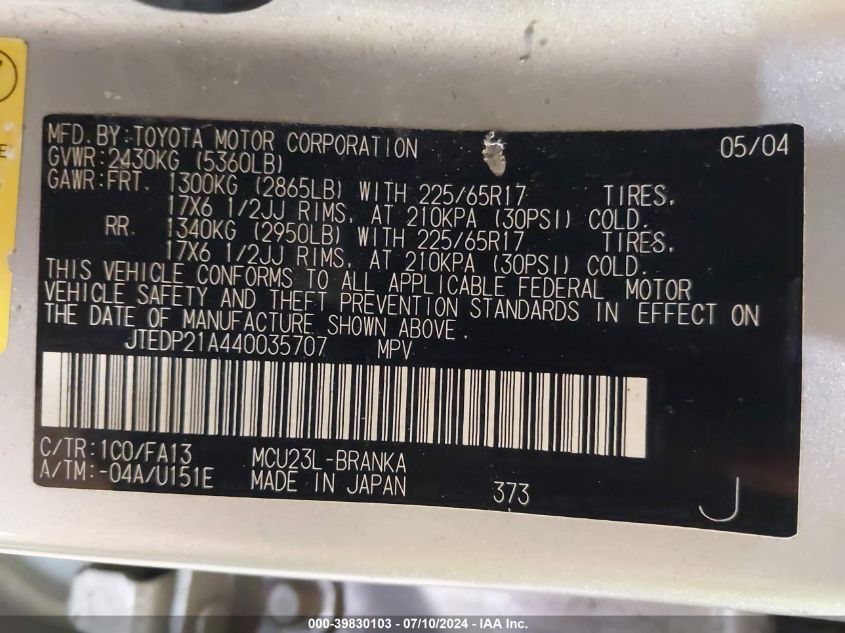 MFD. BY: TOYOTA MOTOR CORPORATION 05/04
GVWR: 2430KG (5360LB)
GAWR: FRT. 1300KG (2865LB) WITH 225/65R17 TIRES.
17X6 1/2JJ RIMS, AT 210KPA (30PSI) COLD.
RR. 1340KG (2950LB) WITH 225/65R17 TIRES.
17X6 1/2JJ RIMS, AT 210KPA (30PSI) COLD.
THIS VEHICLE CONFORMS TO ALL APPLICABLE FEDERAL MOTOR
VEHICLE SAFETY AND THEFT PREVENTION STANDARDS IN EFFECT ON
THE DATE OF MANUFACTURE SHOWN ABOVE.
JTEDP21A440035707 MPV
C/TR: 1C0/FA13 MCU23L-BRANKA
A/TM: -04A/U151E MADE IN JAPAN 373 J
000-39830103 - 07/10/2024 - IAA Inc.